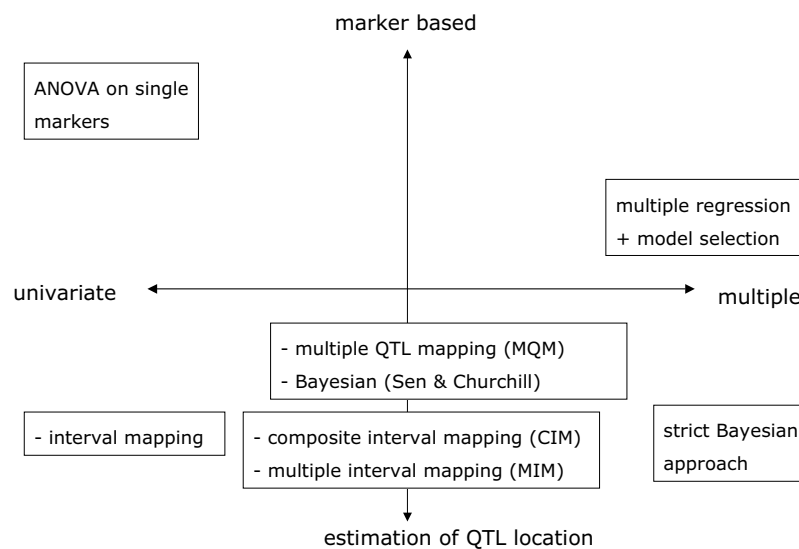 marker based
ANOVA on single
markers
multiple regression
+ model selection
univariate
multiple
- multiple QTL mapping (MQM)
- Bayesian (Sen & Churchill)
- interval mapping
- composite interval mapping (CIM)
- multiple interval mapping (MIM)
strict Bayesian
approach
estimation of QTL location